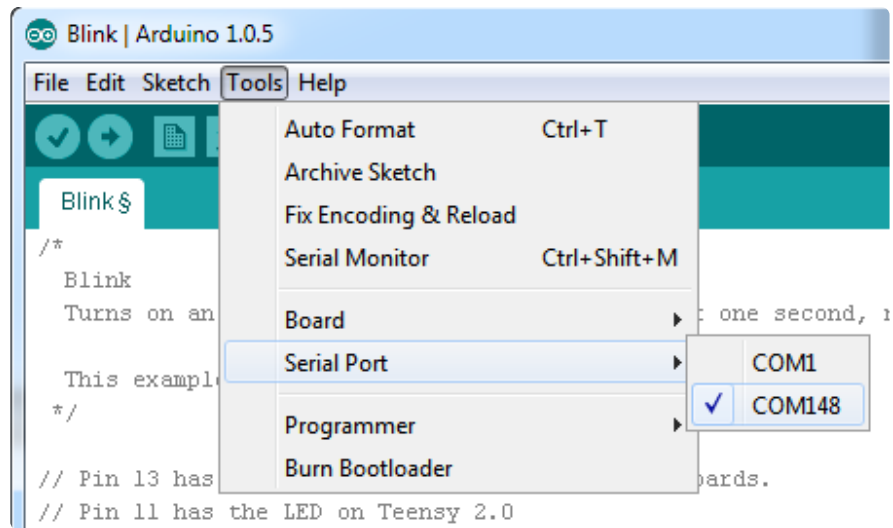 Blink | Arduino 1.0.5
File Edit Sketch Tools Help
Auto Format Ctrl+T
Archive Sketch
Fix Encoding & Reload
Serial Monitor Ctrl+Shift+M
Board
Serial Port
Programmer
Burn Bootloader
COM1
COM148
Blink§
/*
Blink
Turns on an one second,
This
*/
// Pin 13 has
// Pin 11 has the LED on Teensy 2.0